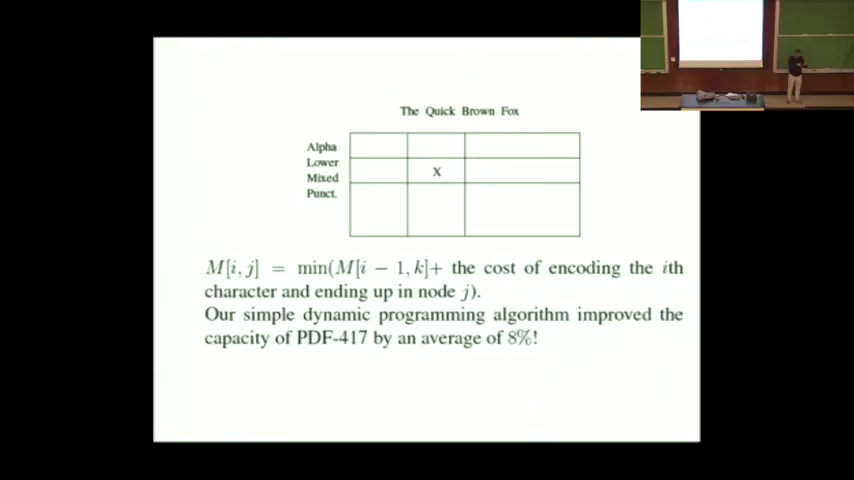 The Quick Brown Fox
Alpha
Lower
Mixed
Punct.
X
M[i, j] = min(M[i − 1, k]+ the cost of encoding the ith
character and ending up in node j).
Our simple dynamic programming algorithm improved the
capacity of PDF-417 by an average of 8%!